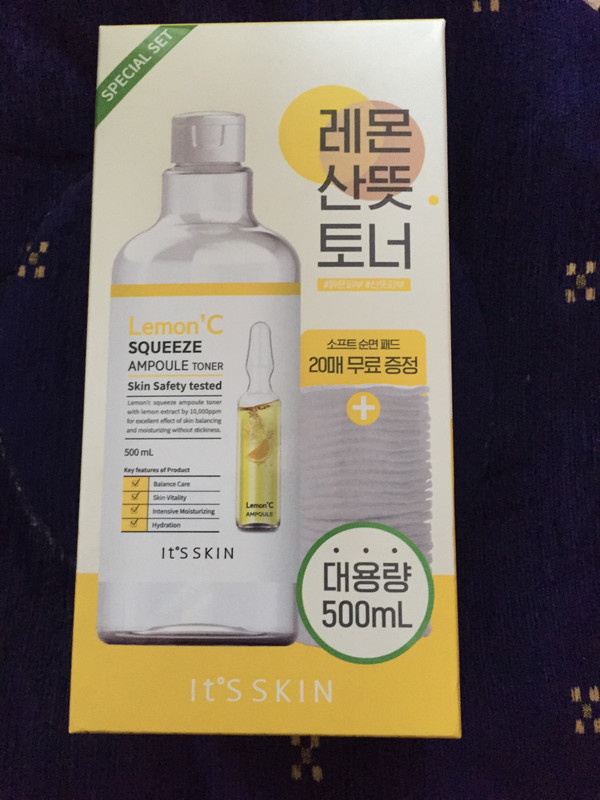 SPECIAL SET
레몬
산뜻
토너
Lemon'C
SQUEEZE
AMPOULE TONER
Skin Safety tested
Lemon'c squeeze ampoule toner
with lemon extract by 10,000ppm
for excellent effect of skin balancing
and moisturizing without stickiness.
500 mL
Key features of Product
Balance Care
Skin Vitality
Intensive Moisturizing
Hydration
It'S SKIN
Lemon'C
AMPOULE
소프트 순면 패드
20매 무료 증정
+
대용량
500mL
It'S SKIN